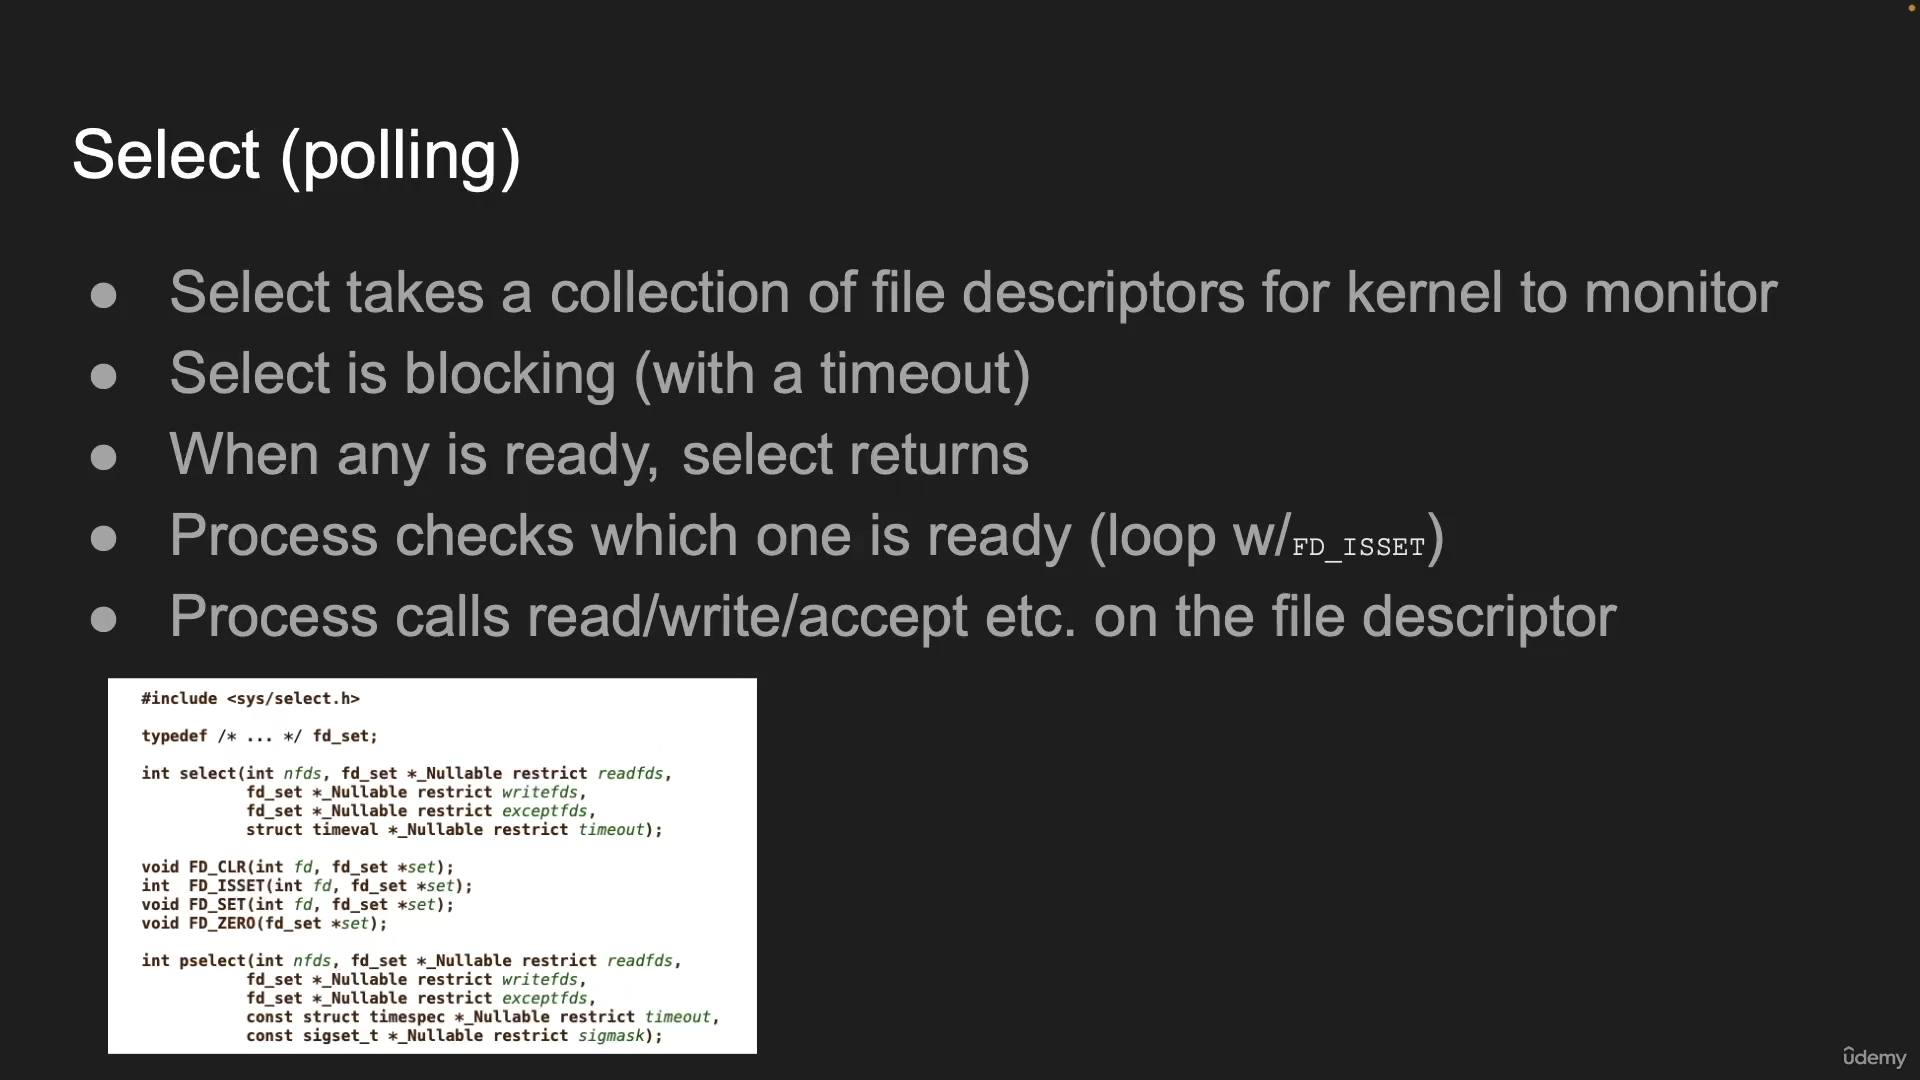 Select (polling)
● Select takes a collection of file descriptors for kernel to monitor
● Select is blocking (with a timeout)
● When any is ready, select returns
● Process checks which one is ready (loop w/FD_ISSET)
● Process calls read/write/accept etc. on the file descriptor
#include <sys/select.h>
typedef /* ... */ fd_set;
int select(int nfds, fd_set *_Nullable restrict readfds,
fd_set *_Nullable restrict writefds,
fd_set *_Nullable restrict exceptfds,
struct timeval *_Nullable restrict timeout);
void FD_CLR(int fd, fd_set *set);
int  FD_ISSET(int fd, fd_set *set);
void FD_SET(int fd, fd_set *set);
void FD_ZERO(fd_set *set);
int pselect(int nfds, fd_set *_Nullable restrict readfds,
fd_set *_Nullable restrict writefds,
fd_set *_Nullable restrict exceptfds,
const struct timespec *_Nullable restrict timeout,
const sigset_t *_Nullable restrict sigmask);
ûdemy